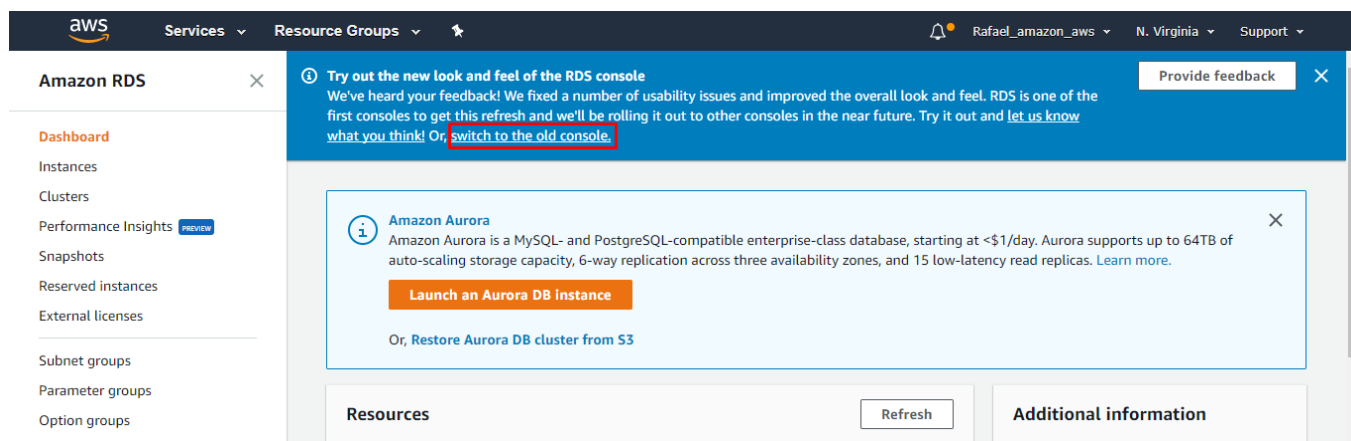 aws Services Resource Groups Rafael_amazon_aws N. Virginia Support
Amazon RDS
Dashboard
Instances
Clusters
Performance Insights PREVIEW
Snapshots
Reserved instances
External licenses
Subnet groups
Parameter groups
Option groups
Try out the new look and feel of the RDS console
We've heard your feedback! We fixed a number of usability issues and improved the overall look and feel. RDS is one of the
first consoles to get this refresh and we'll be rolling it out to other consoles in the near future. Try it out and let us know
what you think! Or, switch to the old console.
Provide feedback
Amazon Aurora
Amazon Aurora is a MySQL- and PostgreSQL-compatible enterprise-class database, starting at <$1/day. Aurora supports up to 64TB of
auto-scaling storage capacity, 6-way replication across three availability zones, and 15 low-latency read replicas. Learn more.
Launch an Aurora DB instance
Or, Restore Aurora DB cluster from S3
Resources
Refresh
Additional information